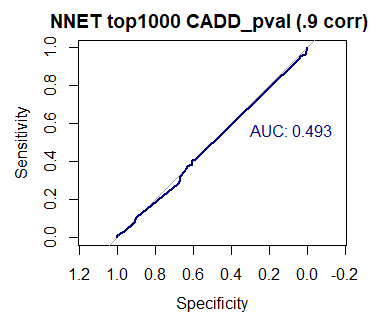 NNET top1000 CADD_pval (.9 corr)
Sensitivity
1.0
0.8
0.6
0.4
0.2
0.0
AUC: 0.493
1.2 1.0 0.8 0.6 0.4 0.2 0.0 -0.2
Specificity